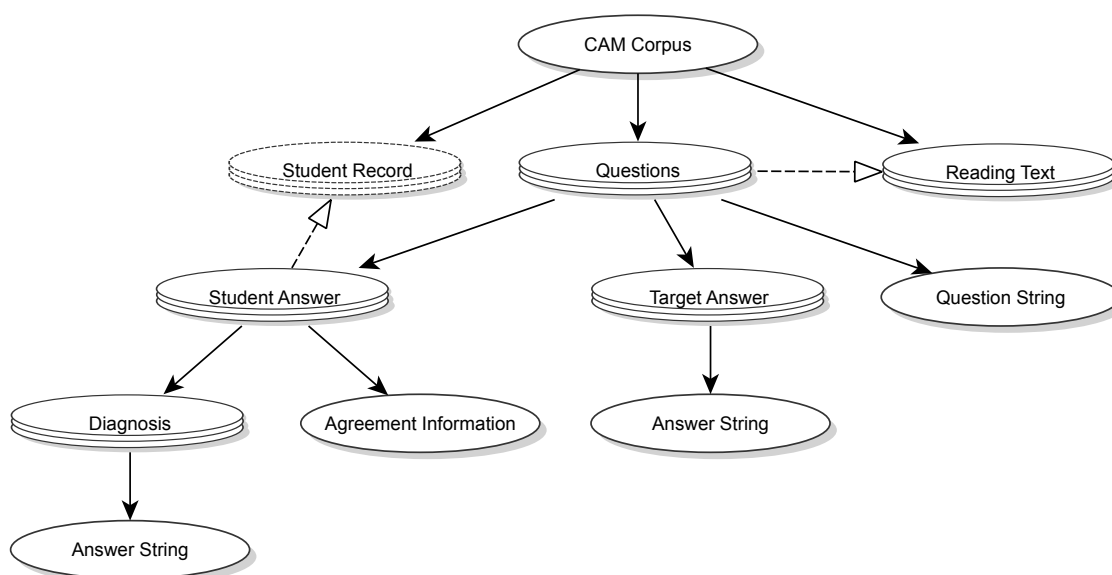 CAM Corpus
Student Record
Questions
Reading Text
Student Answer
Target Answer
Question String
Diagnosis
Agreement Information
Answer String
Answer String